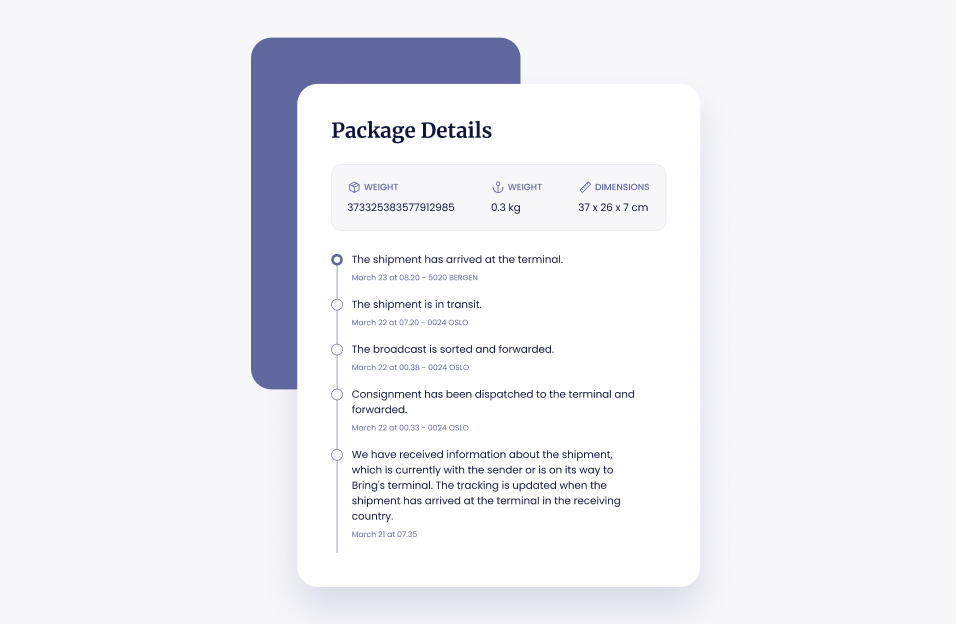 Package Details
WEIGHT
WEIGHT
DIMENSIONS
373325383577912985
0.3 kg
37 x 26 x 7 cm
The shipment has arrived at the terminal.
March 23 at 08.20 - 5020 BERGEN
The shipment is in transit.
March 22 at 07.20 - 0024 OSLO
The broadcast is sorted and forwarded.
March 22 at 00.38 - 0024 OSLO
Consignment has been dispatched to the terminal and
forwarded.
March 22 at 00.33 - 0024 OSLO
We have received information about the shipment,
which is currently with the sender or is on its way to
Bring's terminal. The tracking is updated when the
shipment has arrived at the terminal in the receiving
country.
March 21 at 07.35